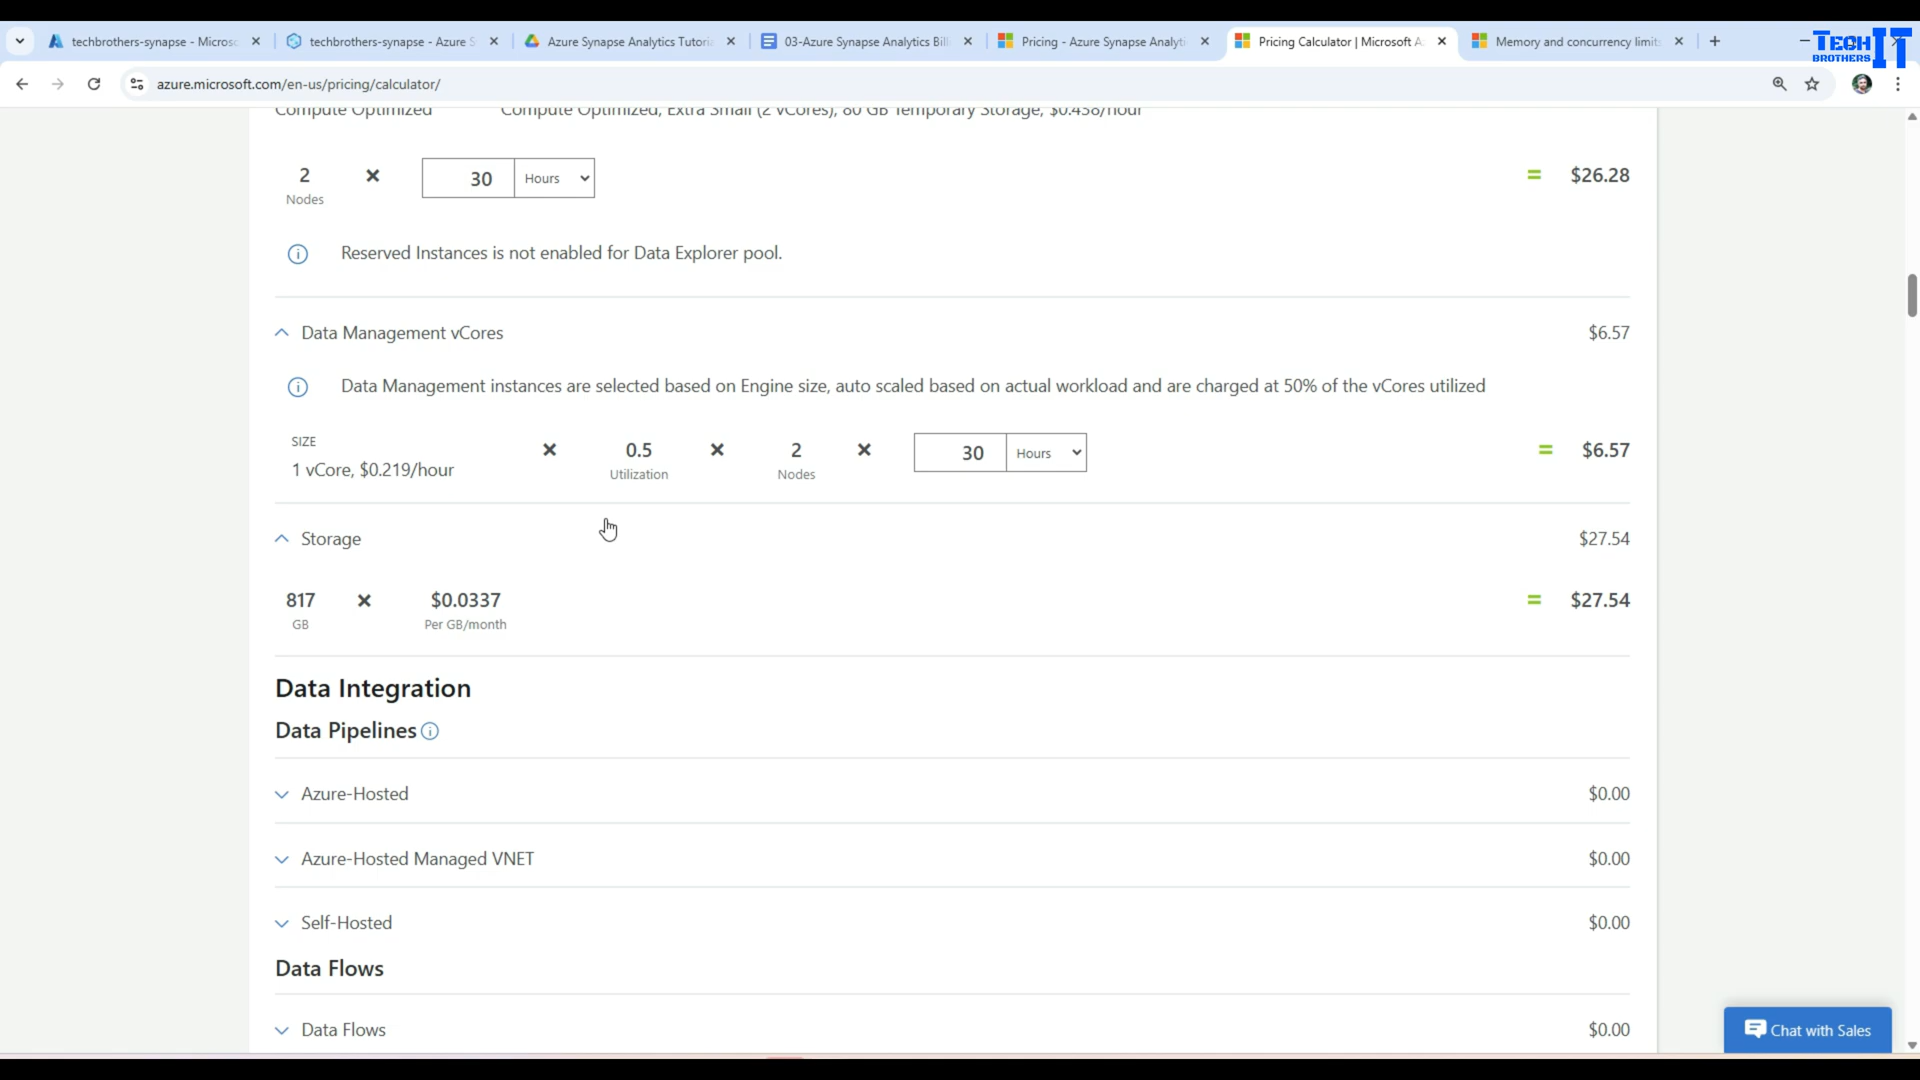 techbrothers-synapse - Micros
techbrothers-synapse - Azure S
Azure Synapse Analytics Tutori
03-Azure Synapse Analytics Bill
Pricing - Azure Synapse Analyti
Pricing Calculator | Microsoft A
Memory and concurrency limit
TECH BROTHERS IT
azure.microsoft.com/en-us/pricing/calculator/
Compute Optimized Compute Optimized, Extra Small (2 vCores), 80 GB Temporary Storage, $0.438/hour
2 × 30 Hours = $26.28
Nodes
Reserved Instances is not enabled for Data Explorer pool.
Data Management vCores $6.57
Data Management instances are selected based on Engine size, auto scaled based on actual workload and are charged at 50% of the vCores utilized
SIZE
1 vCore, $0.219/hour × 0.5 × 2 × 30 Hours = $6.57
Utilization Nodes
Storage $27.54
817 × $0.0337 = $27.54
GB Per GB/month
Data Integration
Data Pipelines
Azure-Hosted $0.00
Azure-Hosted Managed VNET $0.00
Self-Hosted $0.00
Data Flows
Data Flows $0.00
Chat with Sales